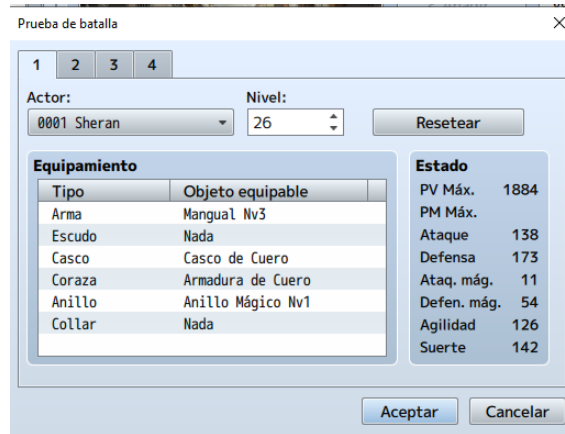 Prueba de batalla
1 2 3 4
Actor: Nivel:
0001 Sheran 26 Resetear
Equipamiento Estado
Tipo Objeto equipable PV Máx. 1884
Arma Mangual Nv3 PM Máx.
Escudo Nada Ataque 138
Casco Casco de Cuero Defensa 173
Coraza Armadura de Cuero Ataq. mág. 11
Anillo Anillo Mágico Nv1 Defen. mág. 54
Collar Nada Agilidad 126
Suerte 142
Aceptar Cancelar